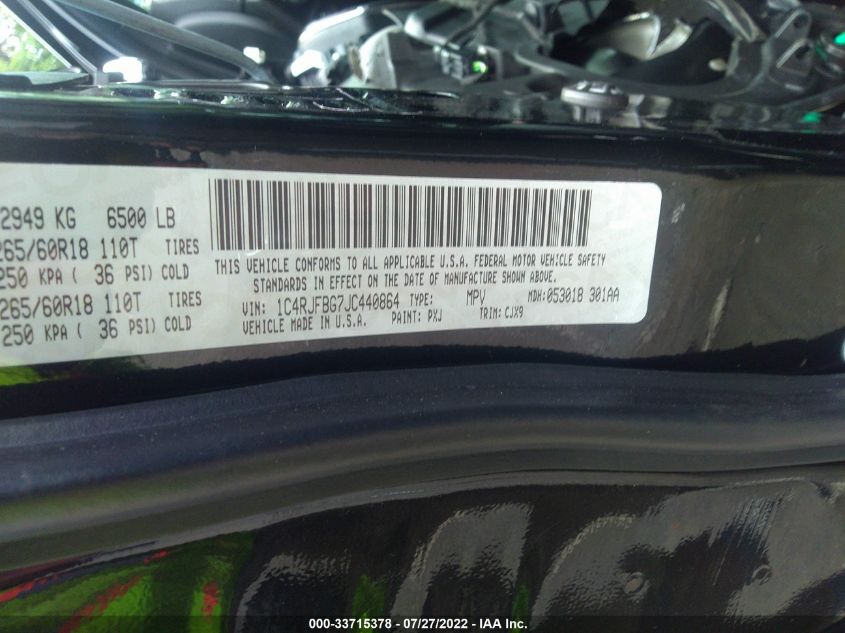 2949 KG 6500 LB
265/60R18 110T TIRES
250 KPA ( 36 PSI) COLD
265/60R18 110T TIRES
250 KPA ( 36 PSI) COLD
THIS VEHICLE CONFORMS TO ALL APPLICABLE U.S.A. FEDERAL MOTOR VEHICLE SAFETY
STANDARDS IN EFFECT ON THE DATE OF MANUFACTURE SHOWN ABOVE.
VIN: 1C4RJFBG7JC440864 TYPE: MPV MDH: 053018 301AA
VEHICLE MADE IN U.S.A. PAINT: PXJ TRIM: CJX9
000-33715378 - 07/27/2022 - IAA Inc.